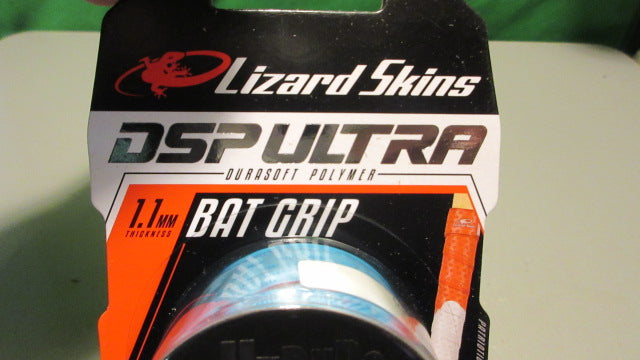 Lizard Skins
DSP ULTRA
DURASOFT POLYMER
1.1MM
THICKNESS
BAT GRIP